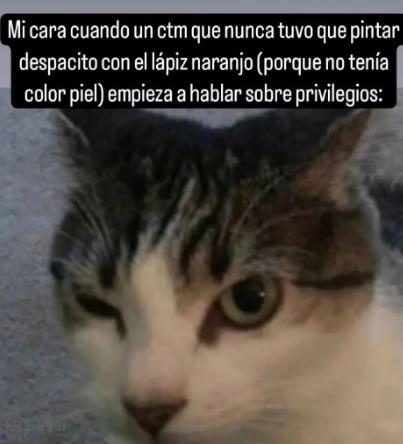 Mi cara cuando un ctm que nunca tuvo que pintar
despacito con el lápiz naranjo (porque no tenía
color piel) empieza a hablar sobre privilegios: